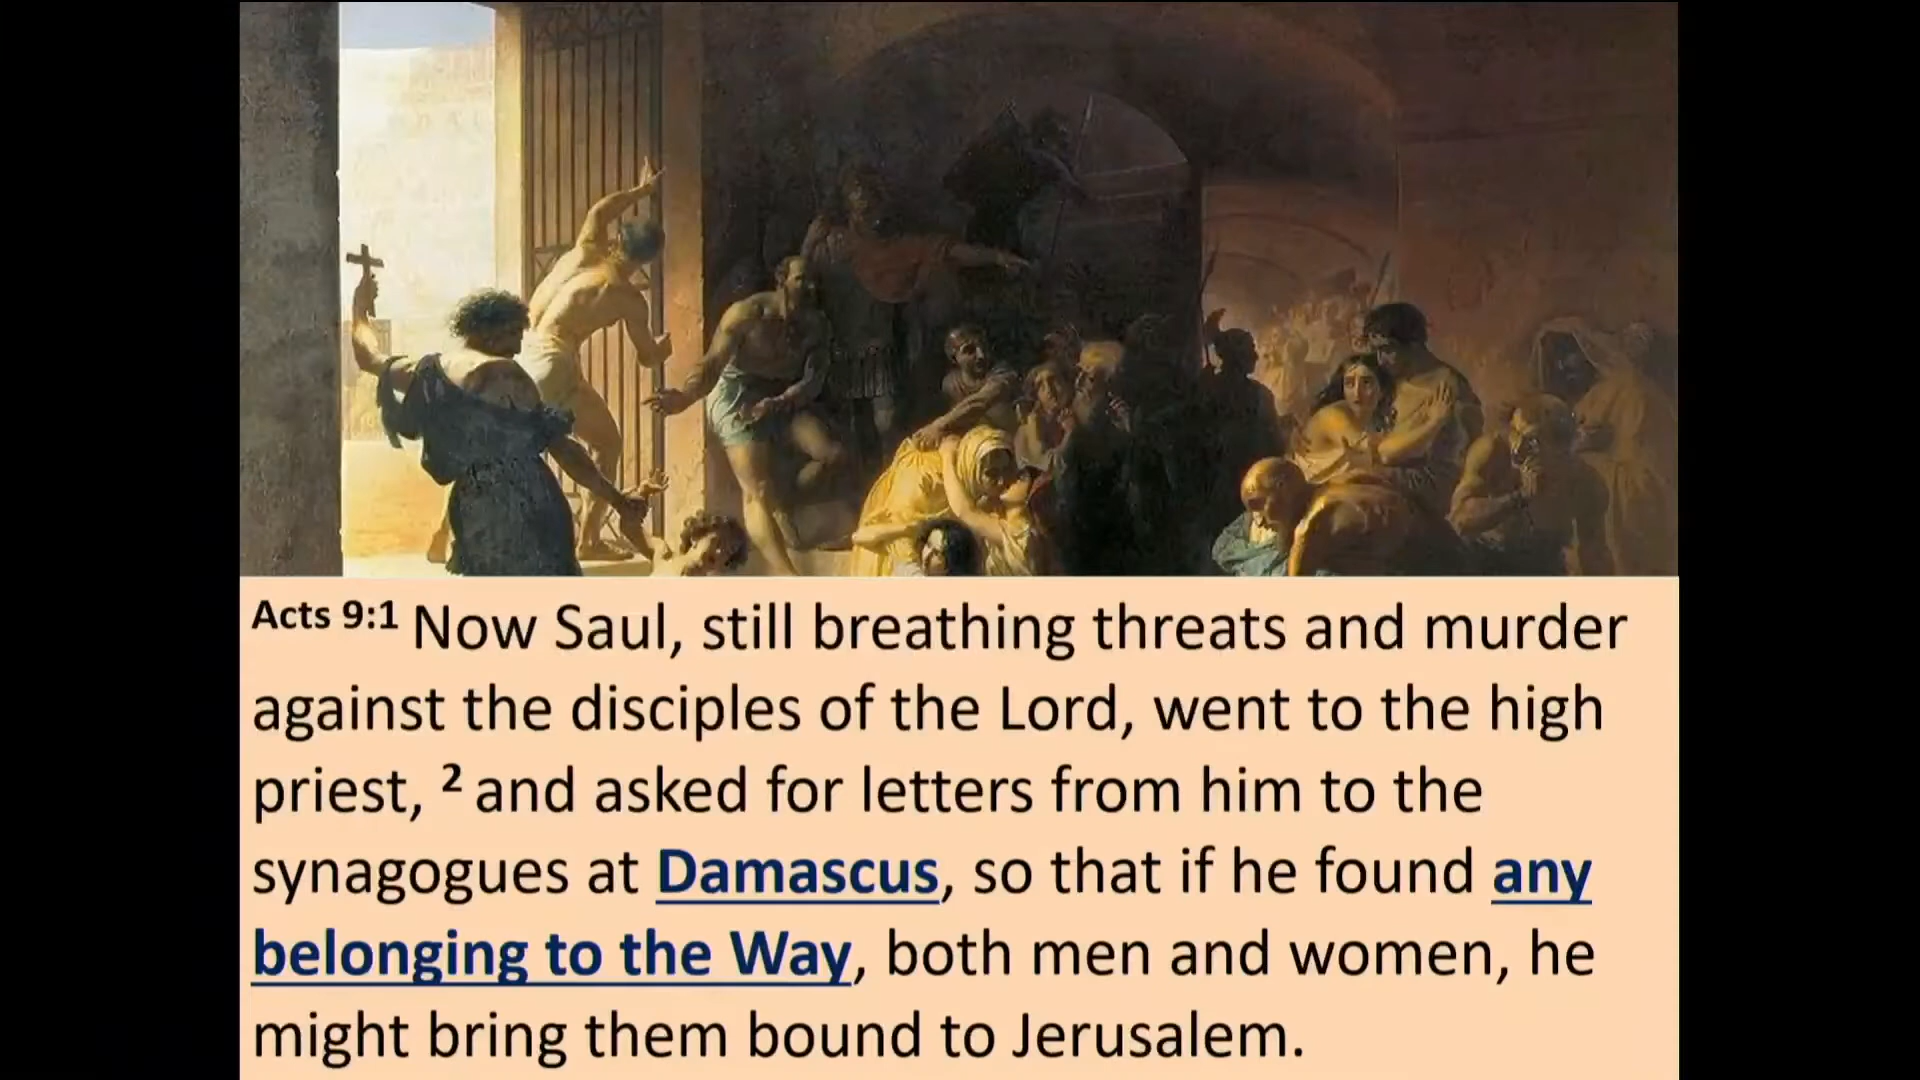 Acts 9:1 Now Saul, still breathing threats and murder
against the disciples of the Lord, went to the high
priest, 2 and asked for letters from him to the
synagogues at Damascus, so that if he found any
belonging to the Way, both men and women, he
might bring them bound to Jerusalem.